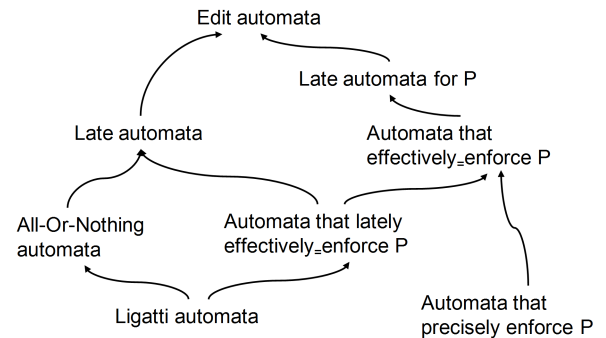 Edit automata
Late automata for P
Late automata
Automata that
effectively=enforce P
All-Or-Nothing
automata
Automata that lately
effectively=enforce P
Ligatti automata
Automata that
precisely enforce P